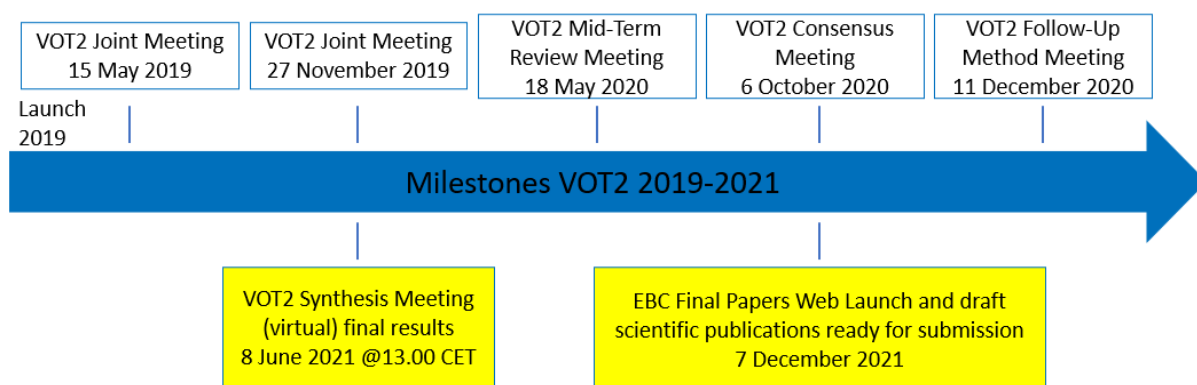 VOT2 Joint Meeting
15 May 2019
VOT2 Joint Meeting
27 November 2019
VOT2 Mid-Term
Review Meeting
18 May 2020
VOT2 Consensus
Meeting
6 October 2020
VOT2 Follow-Up
Method Meeting
11 December 2020
Launch
2019
Milestones VOT2 2019-2021
VOT2 Synthesis Meeting
(virtual) final results
8 June 2021 @13.00 CET
EBC Final Papers Web Launch and draft
scientific publications ready for submission
7 December 2021